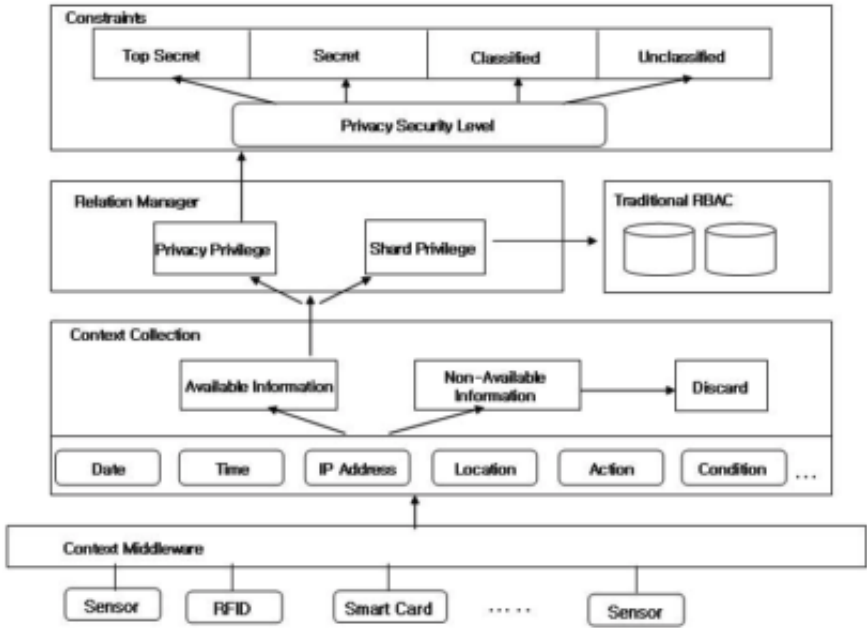 Constraints
Top Secret
Secret
Classified
Unclassified
Privacy Security Level
Relation Manager
Privacy Privilege
Shard Privilege
Traditional RBAC
Context Collection
Available Information
Non-Available
Information
Discard
Date
Time
IP Address
Location
Action
Condition
...
Context Middleware
Sensor
RFID
Smart Card
.....
Sensor